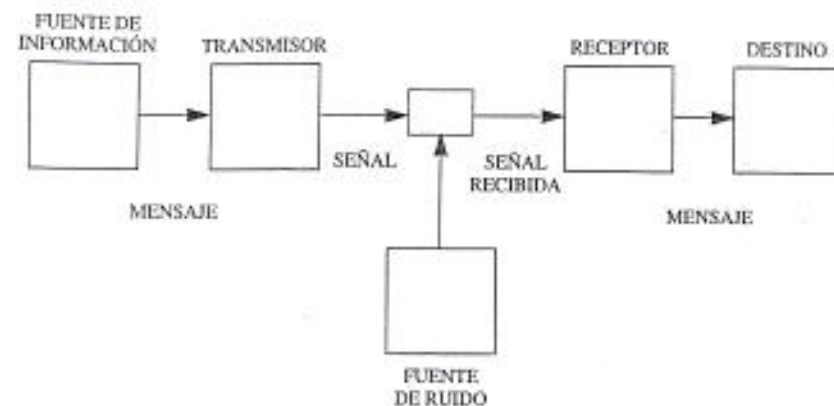 FUENTE DE
INFORMACIÓN
TRANSMISOR
RECEPTOR
DESTINO
SEÑAL
SEÑAL
RECIBIDA
MENSAJE
MENSAJE
FUENTE
DE RUIDO